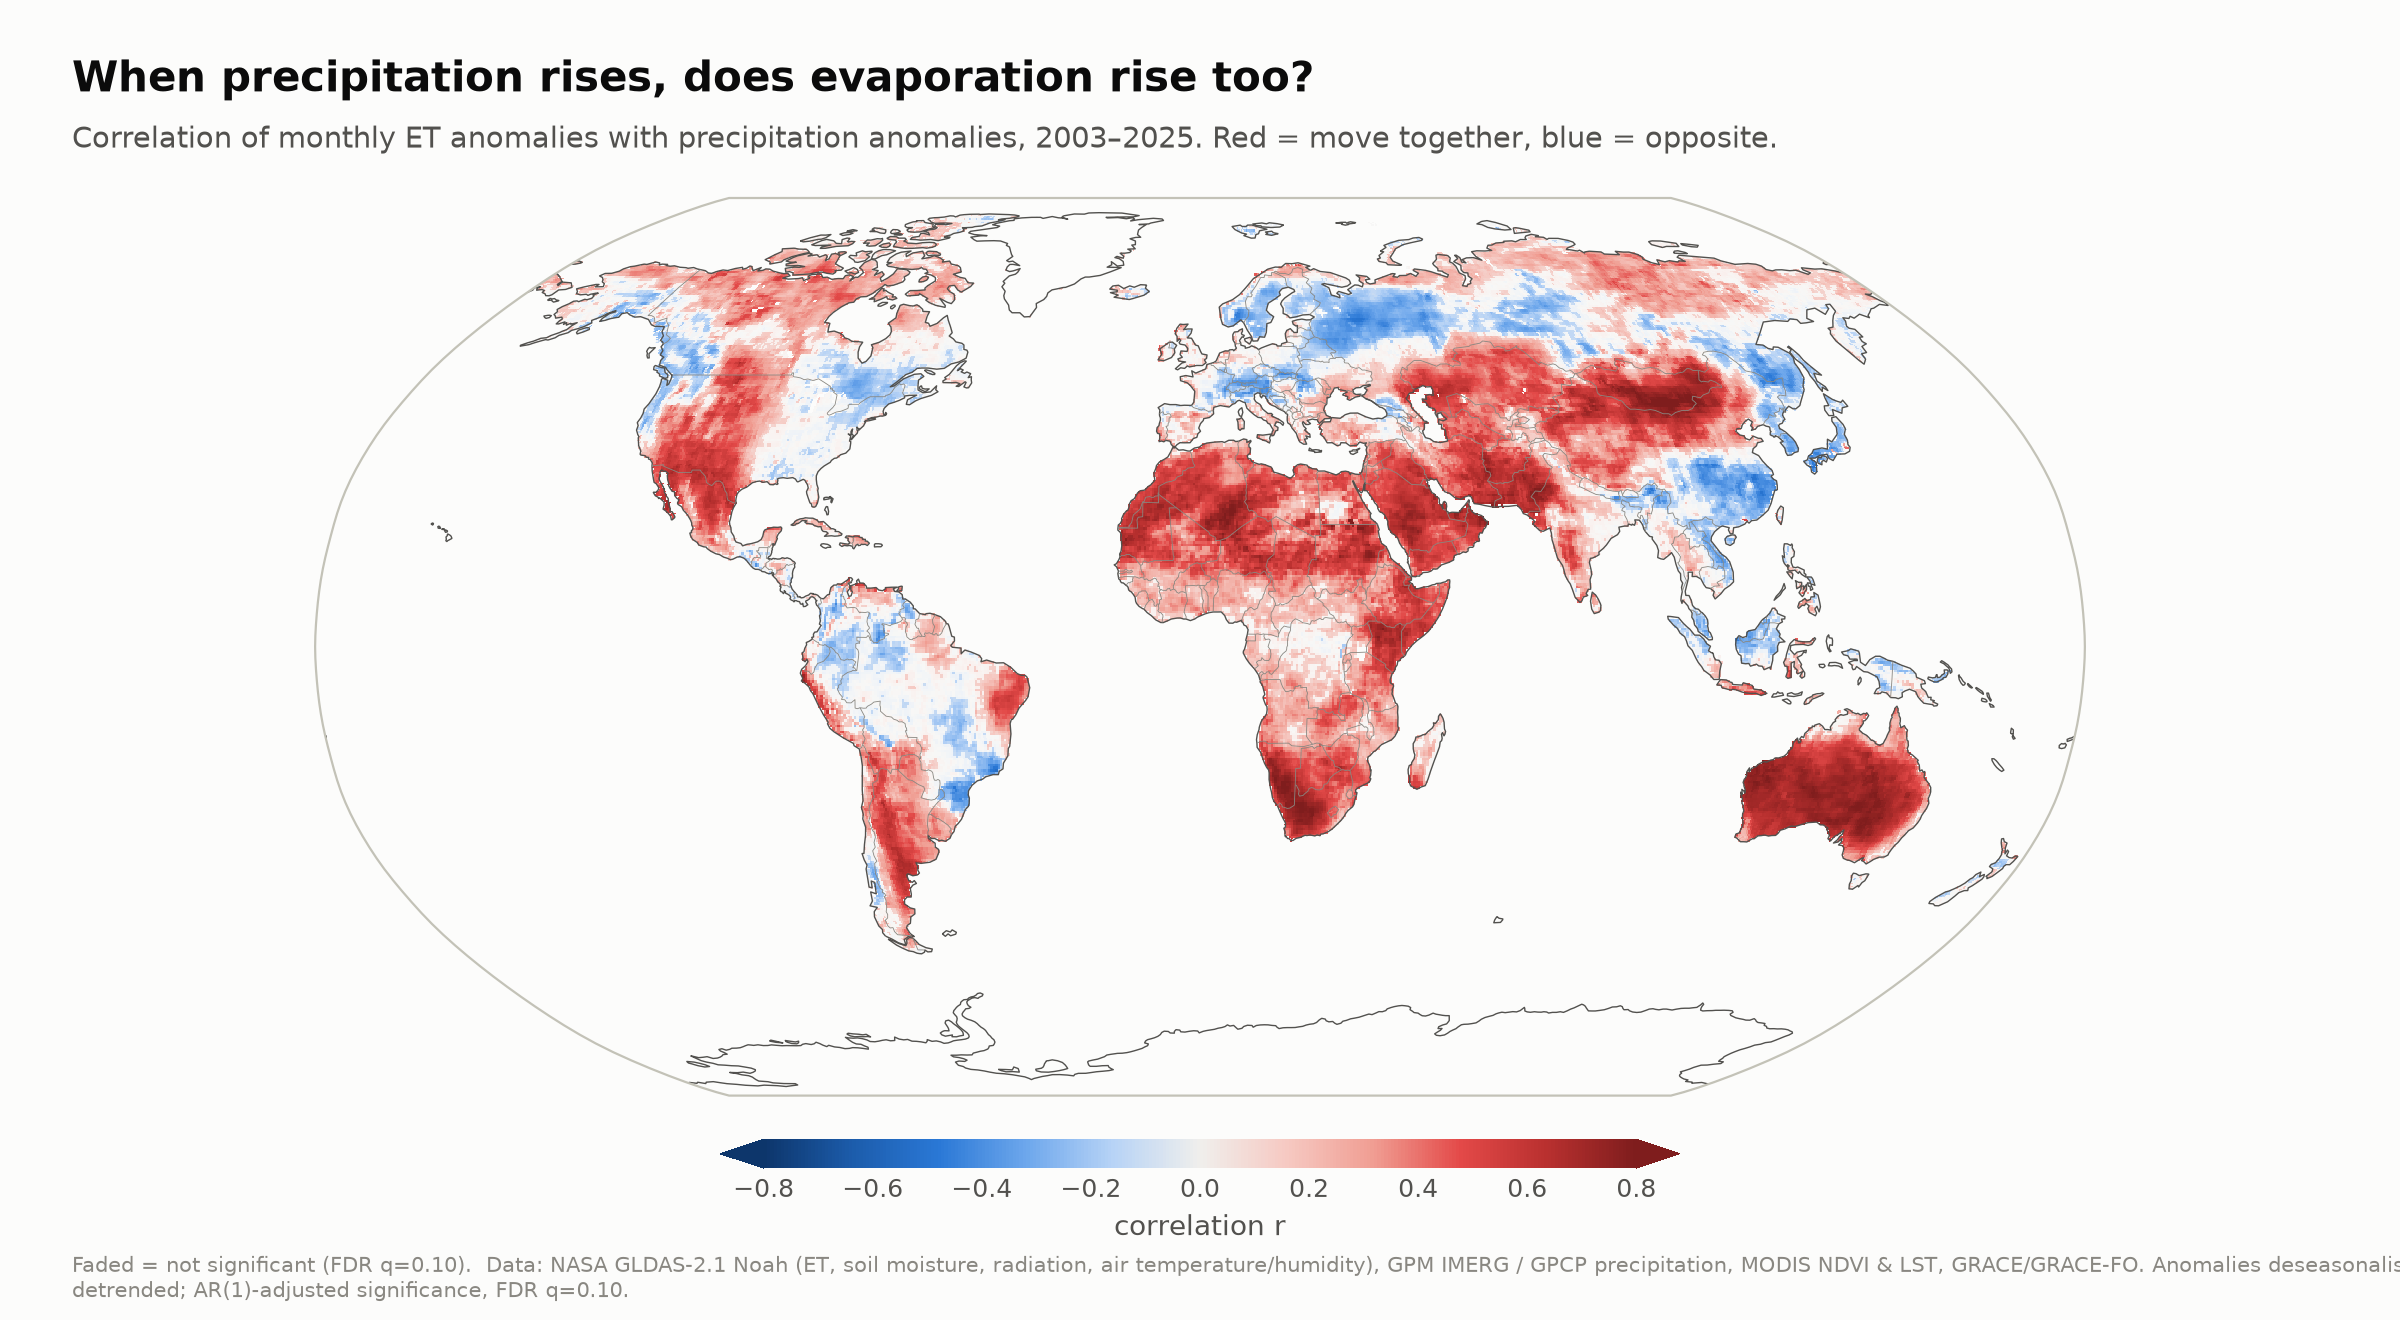 When precipitation rises, does evaporation rise too?
Correlation of monthly ET anomalies with precipitation anomalies, 2003–2025. Red = move together, blue = opposite.
−0.8 −0.6 −0.4 −0.2 0.0 0.2 0.4 0.6 0.8
correlation r
Faded = not significant (FDR q=0.10).  Data: NASA GLDAS-2.1 Noah (ET, soil moisture, radiation, air temperature/humidity), GPM IMERG / GPCP precipitation, MODIS NDVI & LST, GRACE/GRACE-FO. Anomalies deseasonalis
detrended; AR(1)-adjusted significance, FDR q=0.10.